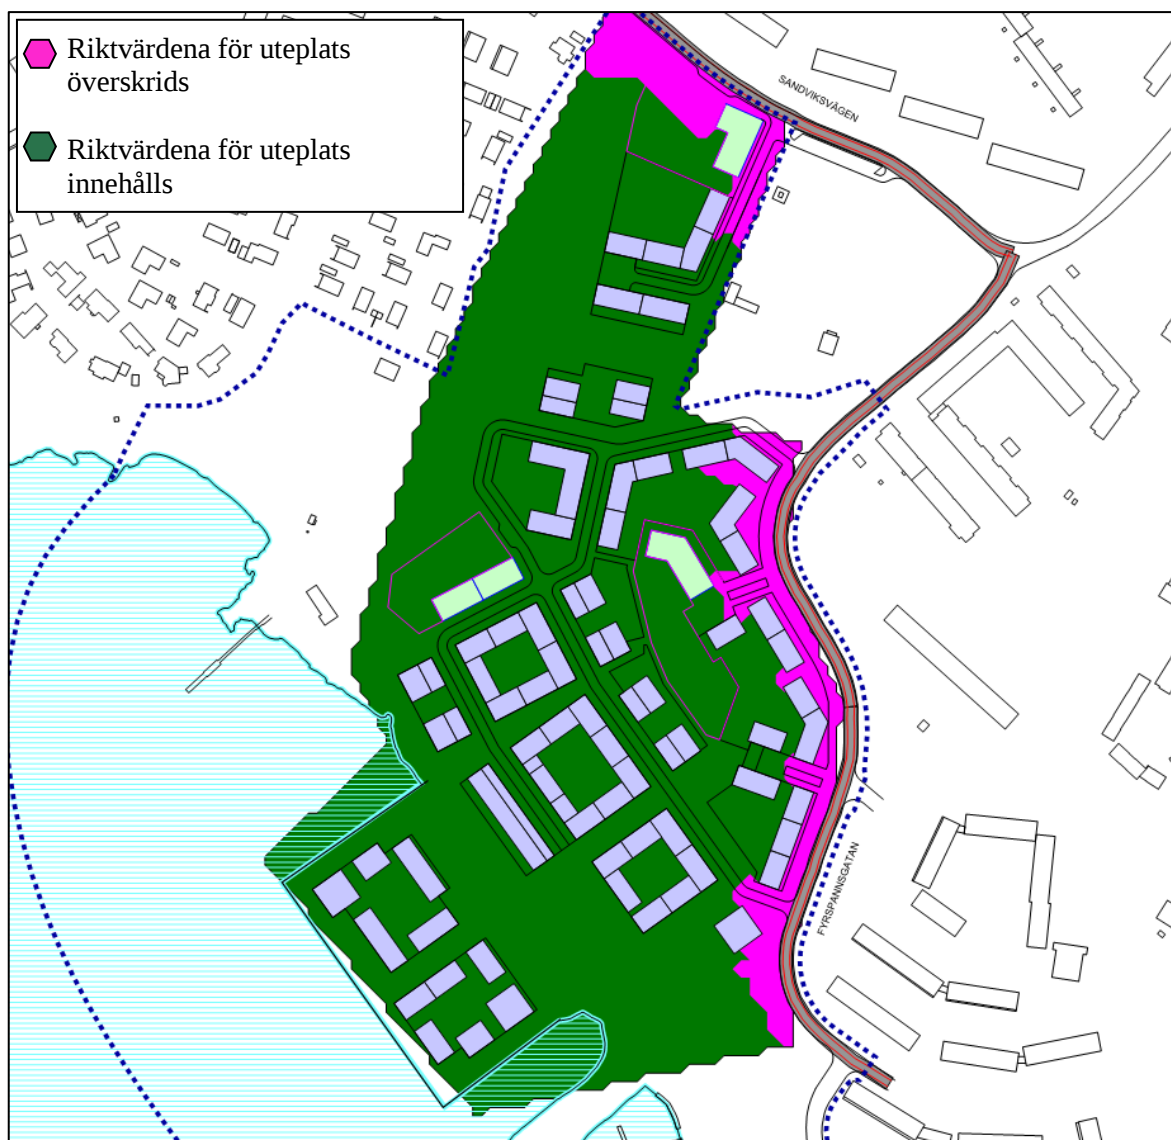 Riktvärdena för uteplats
överskrids
Riktvärdena för uteplats
innehålls
SANDVIKSVÄGEN
FYRSPANNSGATAN